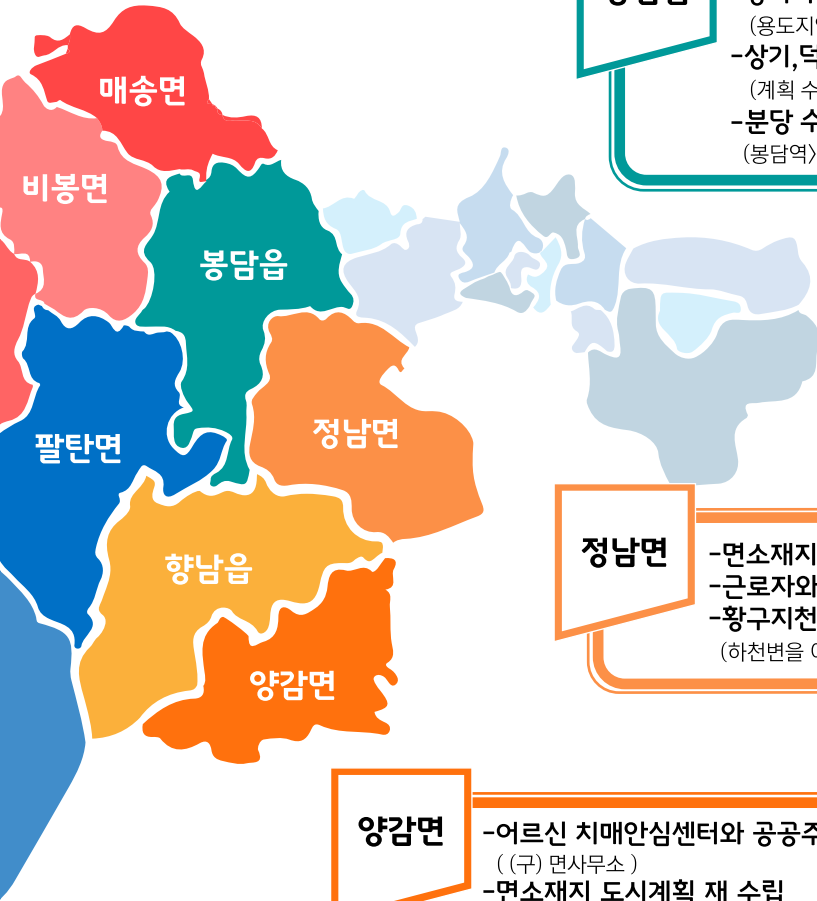 매송면
비봉면
봉담읍
팔탄면
정남면
향남읍
양감면
(용도지
-상기,덕
(계획 수
-분당 수
(봉담역>
정남면
-면소재지
-근로자와
-황구지천
(하천변을
양감면
-어르신 치매안심센터와 공공주
( (구) 면사무소 )
-면소재지 도시계획 재 수립